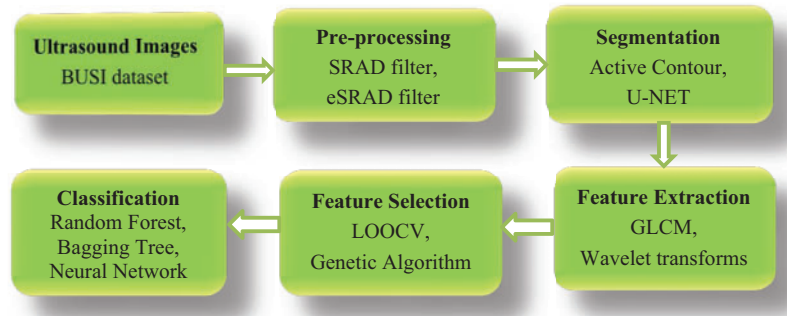 Ultrasound Images
BUSI dataset
Pre-processing
SRAD filter,
eSRAD filter
Segmentation
Active Contour,
U-NET
Feature Extraction
GLCM,
Wavelet transforms
Feature Selection
LOOCV,
Genetic Algorithm
Classification
Random Forest,
Bagging Tree,
Neural Network